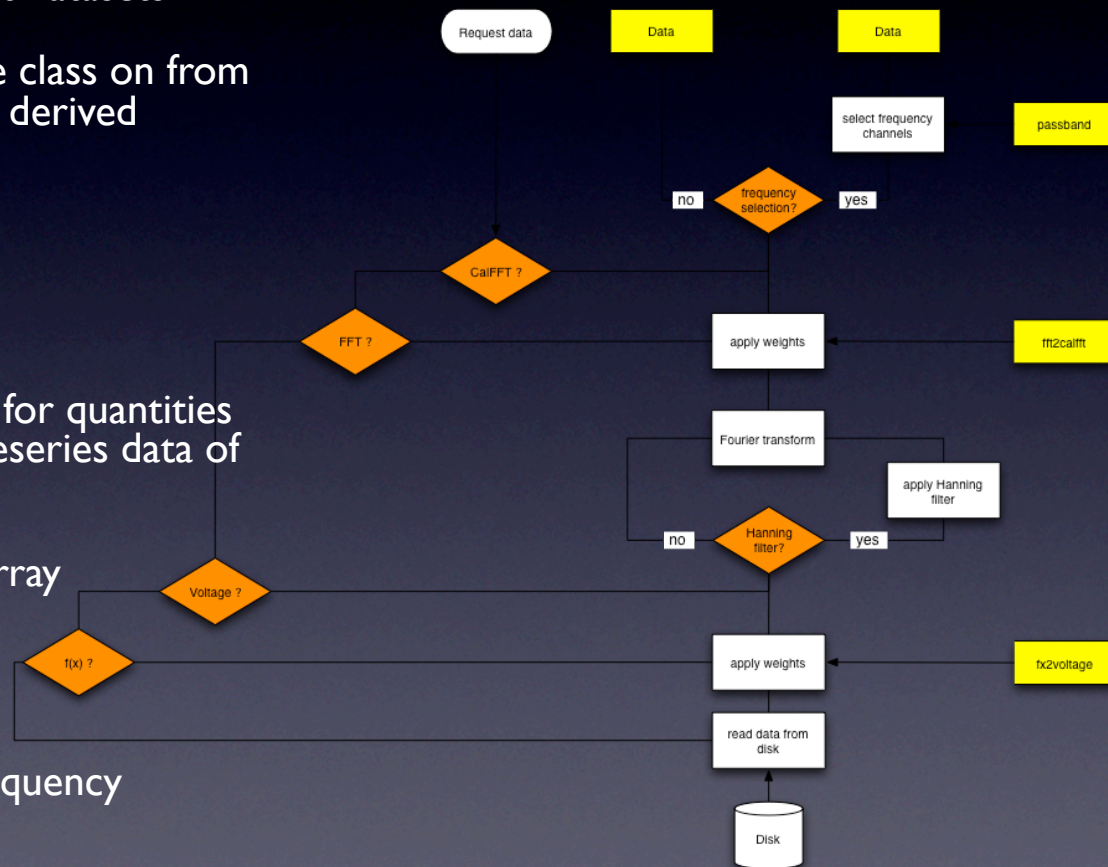 e class on from
derived
for quantities
eseries data of
rray
quency
Request data
Data
Data
select frequency
channels
passband
no
frequency
selection?
yes
CalFFT ?
FFT ?
apply weights
fft2calfft
Fourier transform
apply Hanning
filter
no
Hanning
filter?
yes
Voltage ?
f(x) ?
apply weights
fx2voltage
read data from
disk
Disk